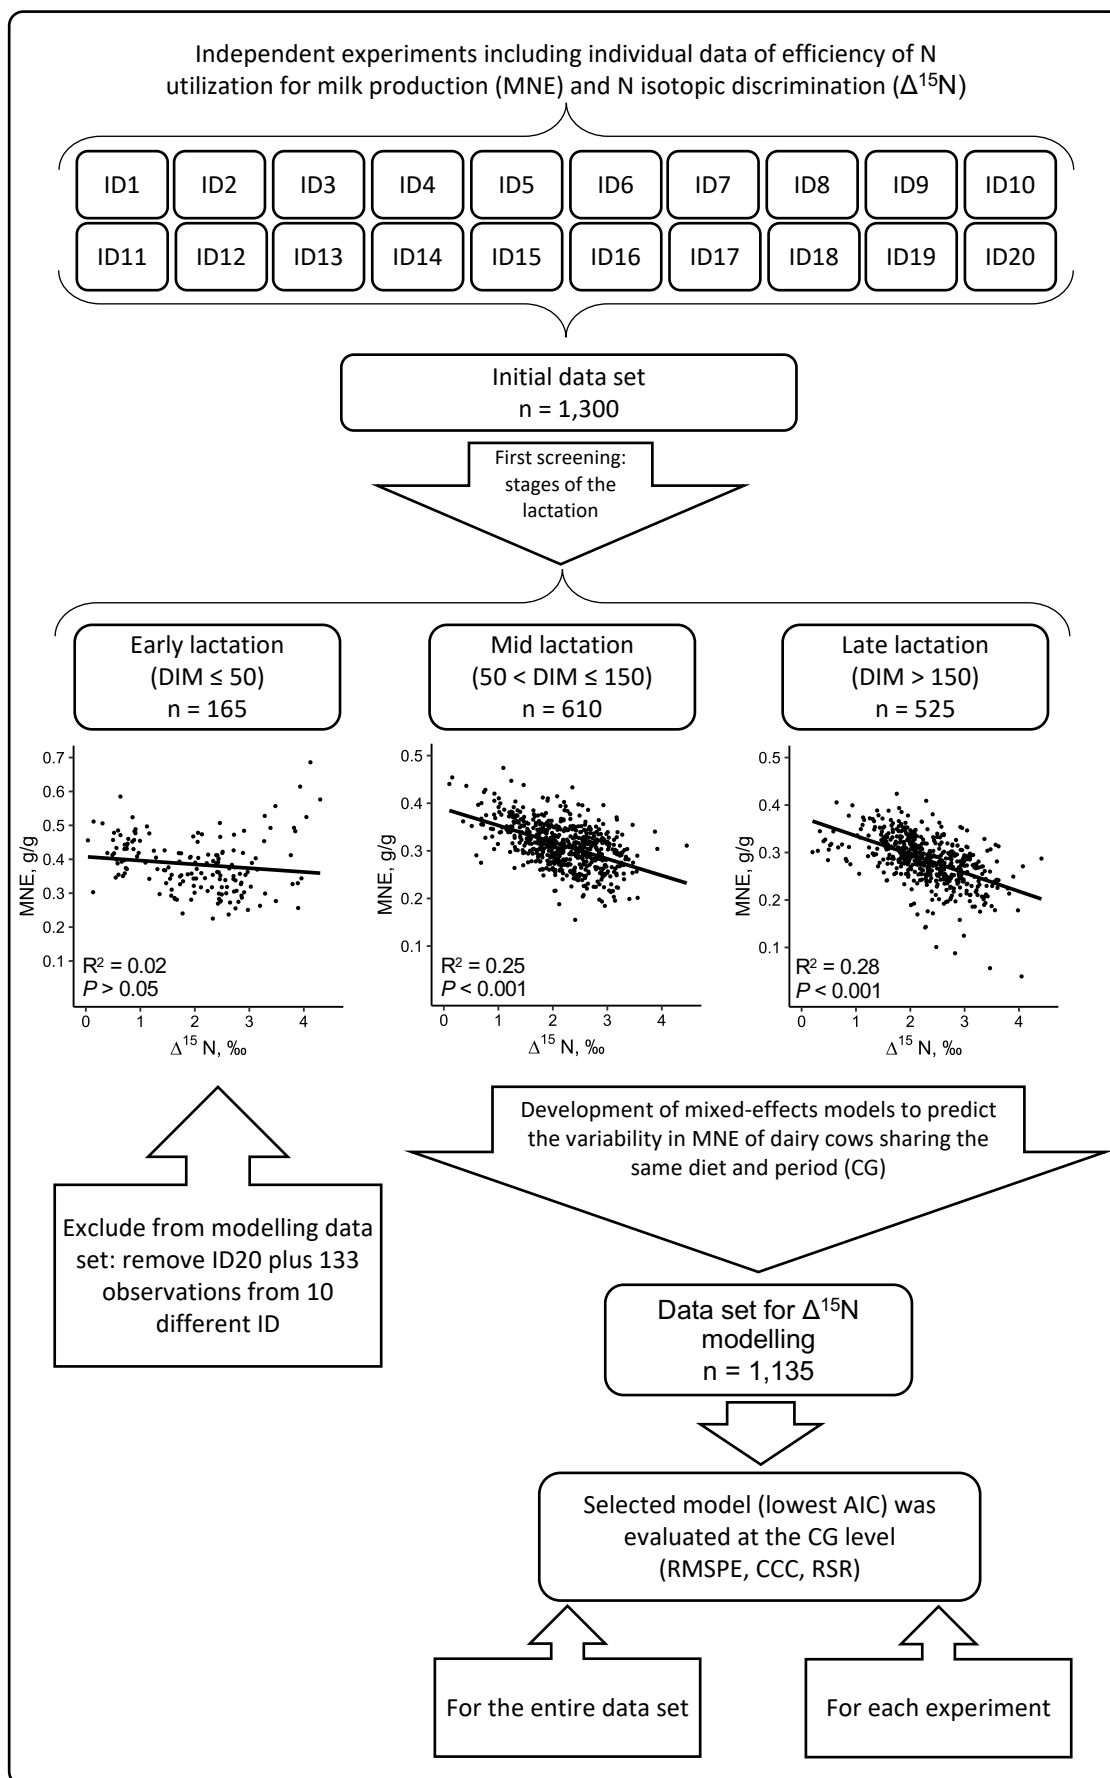 Independent experiments including individual data of efficiency of N
utilization for milk production (MNE) and N isotopic discrimination (Δ¹⁵N)
ID1 ID2 ID3 ID4 ID5 ID6 ID7 ID8 ID9 ID10
ID11 ID12 ID13 ID14 ID15 ID16 ID17 ID18 ID19 ID20
Initial data set
n = 1,300
First screening:
stages of the
lactation
Early lactation
(DIM ≤ 50)
n = 165
Mid lactation
(50 < DIM ≤ 150)
n = 610
Late lactation
(DIM > 150)
n = 525
MNE, g/g
0.7
0.6
0.5
0.4
0.3
0.2
0.1
R² = 0.02
P > 0.05
0 1 2 3 4
Δ¹⁵ N, ‰
MNE, g/g
0.5
0.4
0.3
0.2
0.1
R² = 0.25
P < 0.001
0 1 2 3 4
Δ¹⁵ N, ‰
MNE, g/g
0.5
0.4
0.3
0.2
0.1
R² = 0.28
P < 0.001
0 1 2 3 4
Δ¹⁵ N, ‰
Exclude from modelling data
set: remove ID20 plus 133
observations from 10
different ID
Development of mixed-effects models to predict
the variability in MNE of dairy cows sharing the
same diet and period (CG)
Data set for Δ¹⁵N
modelling
n = 1,135
Selected model (lowest AIC) was
evaluated at the CG level
(RMSPE, CCC, RSR)
For the entire data set
For each experiment